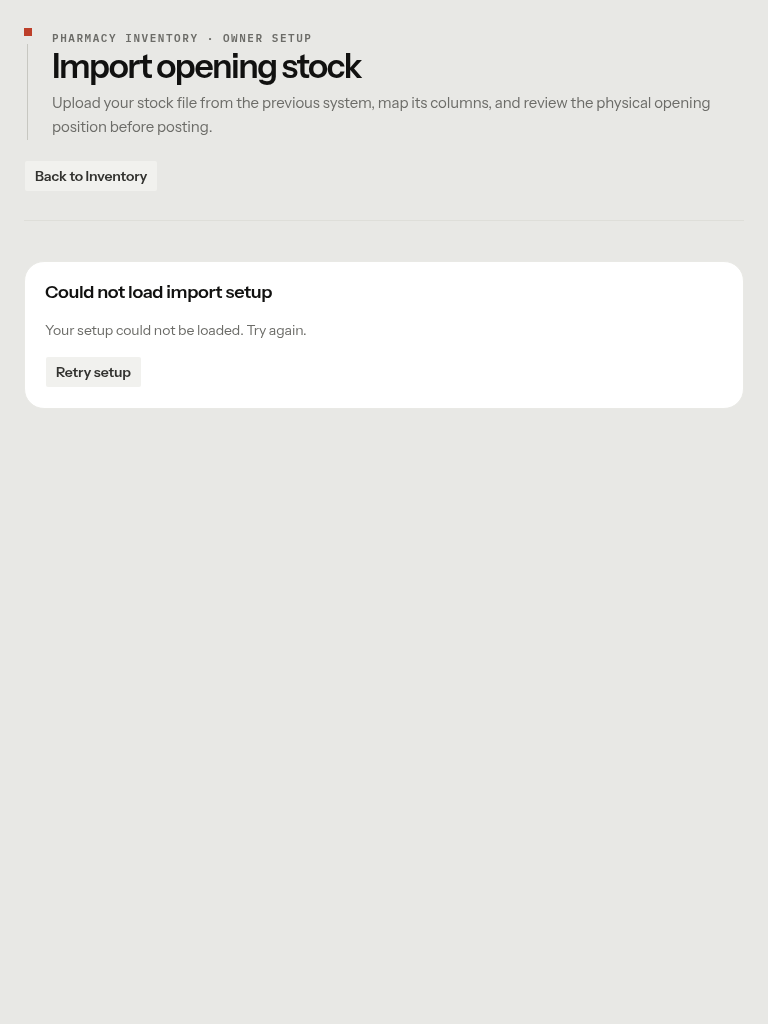 PHARMACY INVENTORY · OWNER SETUP
Import opening stock
Upload your stock file from the previous system, map its columns, and review the physical opening
position before posting.
Back to Inventory
Could not load import setup
Your setup could not be loaded. Try again.
Retry setup